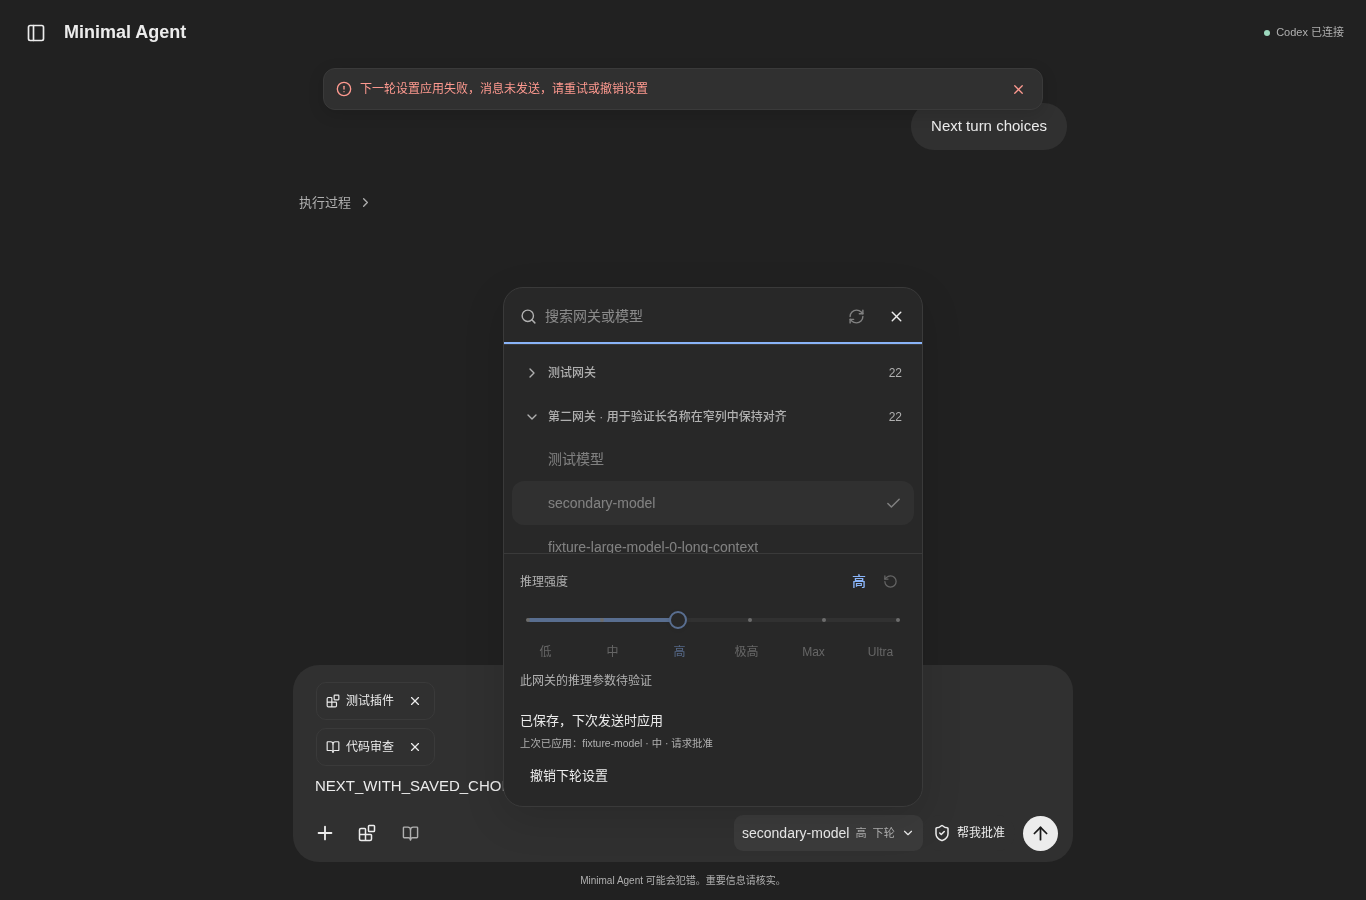 Minimal Agent
Codex 已连接
下一轮设置应用失败，消息未发送，请重试或撤销设置
Next turn choices
执行过程
搜索网关或模型
测试网关 22
第二网关 · 用于验证长名称在窄列中保持对齐 22
测试模型
secondary-model
fixture-large-model-0-long-context
推理强度 高
低 中 高 极高 Max Ultra
此网关的推理参数待验证
已保存，下次发送时应用
上次已应用：fixture-model · 中 · 请求批准
撤销下轮设置
测试插件
代码审查
NEXT_WITH_SAVED_CHO
secondary-model 高 下轮
帮我批准
Minimal Agent 可能会犯错。重要信息请核实。